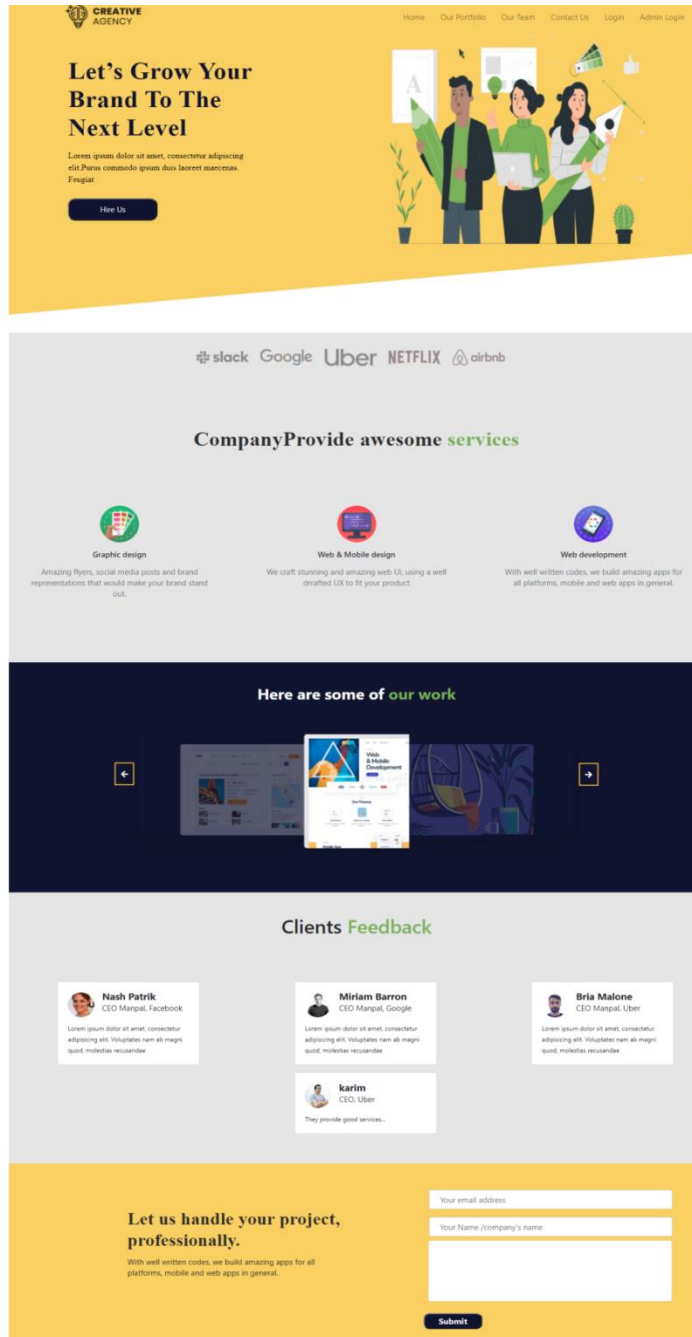 CREATIVE
AGENCY
Home Our Portfolio Our Team Contact Us Login Admin Login
Let's Grow Your
Brand To The
Next Level
Lorem ipsum dolor sit amet, consectetur adipiscing
elit.Purus commodo ipsum duis laoreet maecenas.
Feugiat
Hire Us
A
slack Google Uber NETFLIX airbnb
CompanyProvide awesome services
Graphic design
Amazing flyers, social media posts and brand
representations that would make your brand stand
out.
Web & Mobile design
We craft stunning and amazing web UI, using a well
drrafted UX to fit your product
Web development
With well written codes, we build amazing apps for
all platforms, mobile and web apps in general.
Here are some of our work
Web
& Mobile
Development
Our Process
Clients Feedback
Nash Patrik
CEO Manpal, Facebook
Lorem ipsum dolor sit amet, consectetur
adipisicing elit. Voluptates nam ab magni
quod, molestias recusandae
Miriam Barron
CEO Manpal, Google
Lorem ipsum dolor sit amet, consectetur
adipisicing elit. Voluptates nam ab magni
quod, molestias recusandae
Bria Malone
CEO Manpal, Uber
Lorem ipsum dolor sit amet, consectetur
adipisicing elit. Voluptates nam ab magni
quod, molestias recusandae
karim
CEO, Uber
They provide good services...
Let us handle your project,
professionally.
With well written codes, we build amazing apps for all
platforms, mobile and web apps in general.
Your email address
Your Name /company's name
Submit